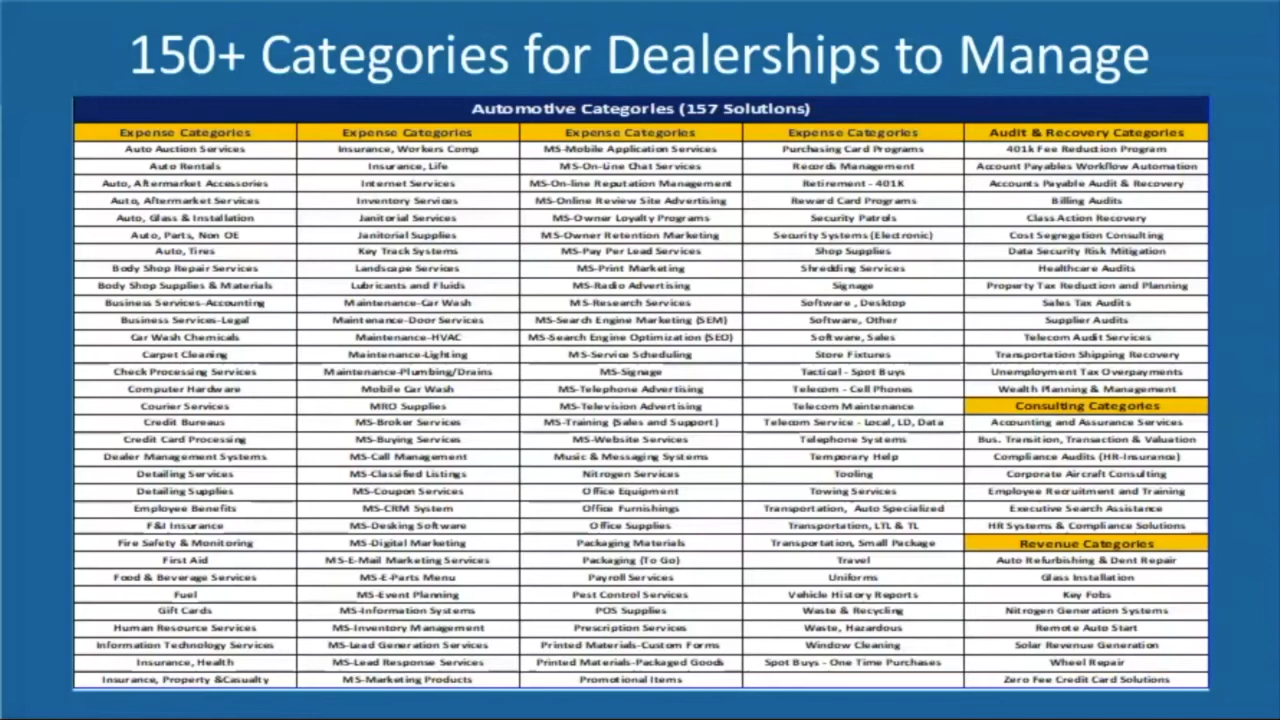 150+ Categories for Dealerships to Manage
Automotive Categories (157 Solutions)
Expense Categories Expense Categories Expense Categories Expense Categories Audit & Recovery Categories
Auto Auction Services Insurance, Workers Comp MS-Mobile Application Services Purchasing Card Programs 401k Fee Reduction Program
Auto Rentals Insurance, Life MS-On-Line Chat Services Records Management Account Payables Workflow Automation
Auto, Aftermarket Accessories Internet Services MS-On-line Reputation Management Retirement - 401K Accounts Payable Audit & Recovery
Auto, Aftermarket Services Inventory Services MS-Online Review Site Advertising Reward Card Programs Billing Audits
Auto, Glass & Installation Janitorial Services MS-Owner Loyalty Programs Security Patrols Class Action Recovery
Auto, Parts, Non OE Janitorial Supplies MS-Owner Retention Marketing Security Systems (Electronic) Cost Segregation Consulting
Auto, Tires Key Track Systems MS-Pay Per Lead Services Shop Supplies Data Security Risk Mitigation
Body Shop Repair Services Landscape Services MS-Print Marketing Shredding Services Healthcare Audits
Body Shop Supplies & Materials Lubricants and Fluids MS-Radio Advertising Signage Property Tax Reduction and Planning
Business Services-Accounting Maintenance-Car Wash MS-Research Services Software , Desktop Sales Tax Audits
Business Services-Legal Maintenance-Door Services MS-Search Engine Marketing (SEM) Software, Other Supplier Audits
Car Wash Chemicals Maintenance-HVAC MS-Search Engine Optimization (SEO) Software, Sales Telecom Audit Services
Carpet Cleaning Maintenance-Lighting MS-Service Scheduling Store Fixtures Transportation Shipping Recovery
Check Processing Services Maintenance-Plumbing/Drains MS-Signage Tactical - Spot Buys Unemployment Tax Overpayments
Computer Hardware Mobile Car Wash MS-Telephone Advertising Telecom - Cell Phones Wealth Planning & Management
Courier Services MRO Supplies MS-Television Advertising Telecom Maintenance Consulting Categories
Credit Bureaus MS-Broker Services MS-Training (Sales and Support) Telecom Service - Local, LD, Data Accounting and Assurance Services
Credit Card Processing MS-Buying Services MS-Website Services Telephone Systems Bus. Transition, Transaction & Valuation
Dealer Management Systems MS-Call Management Music & Messaging Systems Temporary Help Compliance Audits (HR-Insurance)
Detailing Services MS-Classified Listings Nitrogen Services Tooling Corporate Aircraft Consulting
Detailing Supplies MS-Coupon Services Office Equipment Towing Services Employee Recruitment and Training
Employee Benefits MS-CRM System Office Furnishings Transportation, Auto Specialized Executive Search Assistance
F&I Insurance MS-Desking Software Office Supplies Transportation, LTL & TL HR Systems & Compliance Solutions
Fire Safety & Monitoring MS-Digital Marketing Packaging Materials Transportation, Small Package Revenue Categories
First Aid MS-E-Mail Marketing Services Packaging (To Go) Travel Auto Refurbishing & Dent Repair
Food & Beverage Services MS-E-Parts Menu Payroll Services Uniforms Glass Installation
Fuel MS-Event Planning Pest Control Services Vehicle History Reports Key Fobs
Gift Cards MS-Information Systems POS Supplies Waste & Recycling Nitrogen Generation Systems
Human Resource Services MS-Inventory Management Prescription Services Waste, Hazardous Remote Auto Start
Information Technology Services MS-Lead Generation Services Printed Materials-Custom Forms Window Cleaning Solar Revenue Generation
Insurance, Health MS-Lead Response Services Printed Materials-Packaged Goods Spot Buys - One Time Purchases Wheel Repair
Insurance, Property &Casualty MS-Marketing Products Promotional Items Zero Fee Credit Card Solutions